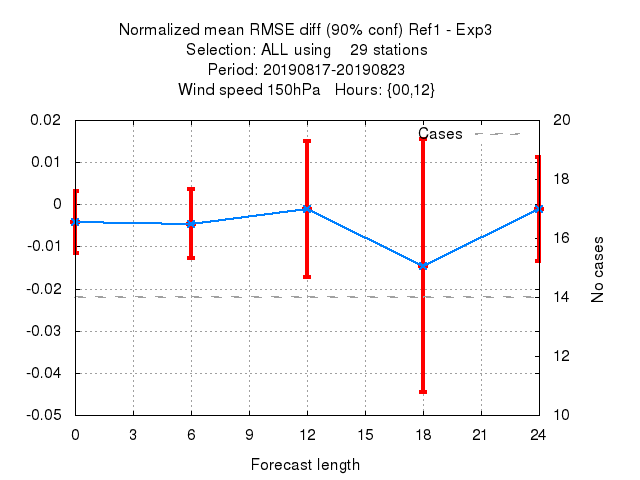 Normalized mean RMSE diff (90% conf) Ref1 - Exp3
Selection: ALL using    29 stations
Period: 20190817-20190823
Wind speed 150hPa   Hours: {00,12}
Cases
0.02
0.01
0
-0.01
-0.02
-0.03
-0.04
-0.05
20
18
16
14
12
10
No cases
0 3 6 9 12 15 18 21 24
Forecast length